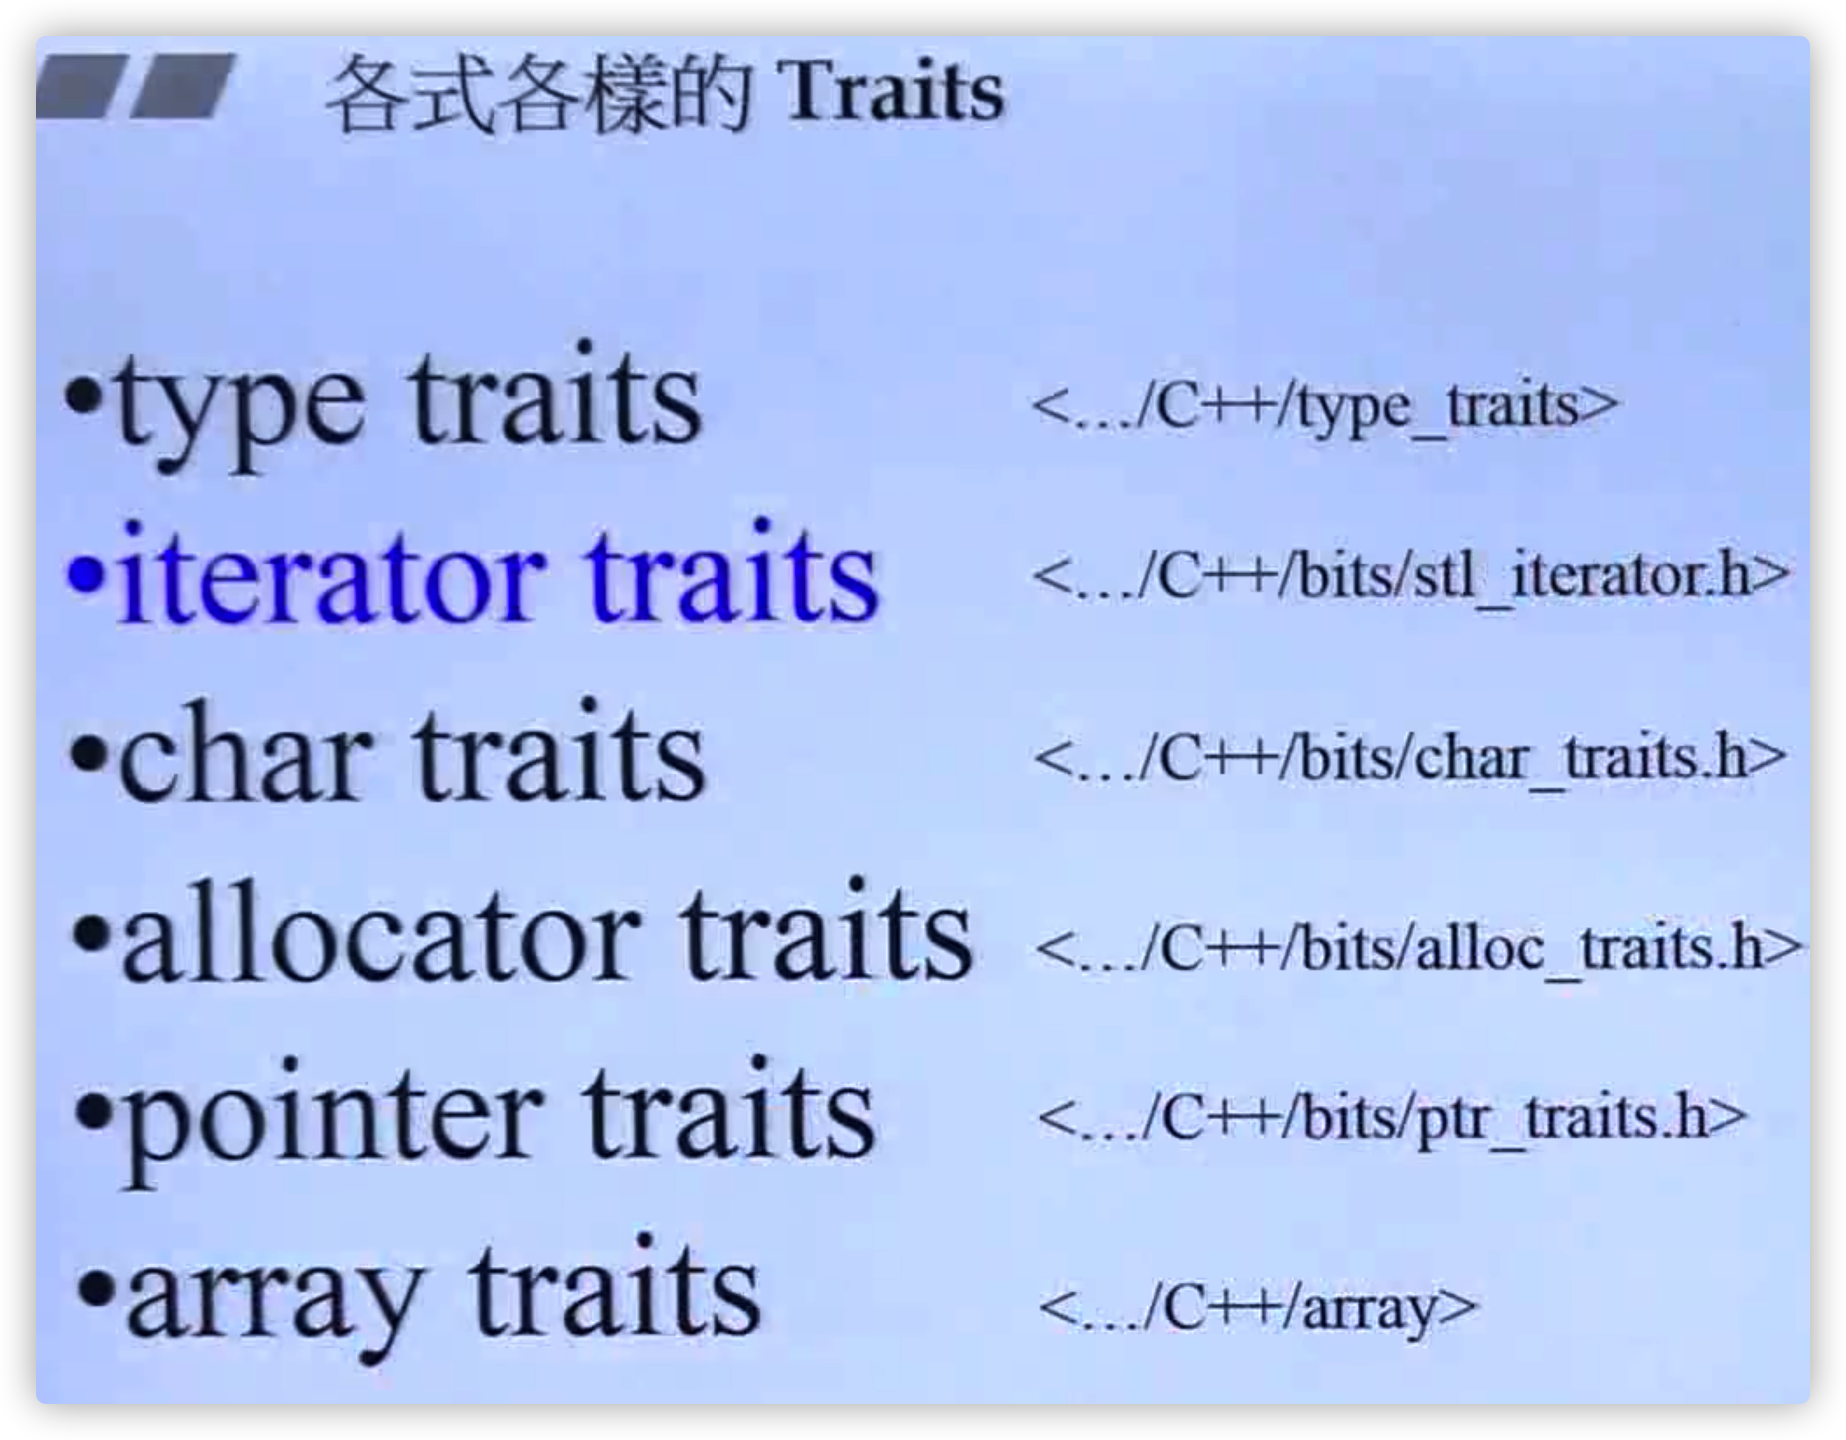 各式各樣的 Traits
•type traits <.../C++/type_traits>
•iterator traits <.../C++/bits/stl_iterator.h>
•char traits <.../C++/bits/char_traits.h>
•allocator traits <.../C++/bits/alloc_traits.h>
•pointer traits <.../C++/bits/ptr_traits.h>
•array traits <.../C++/array>